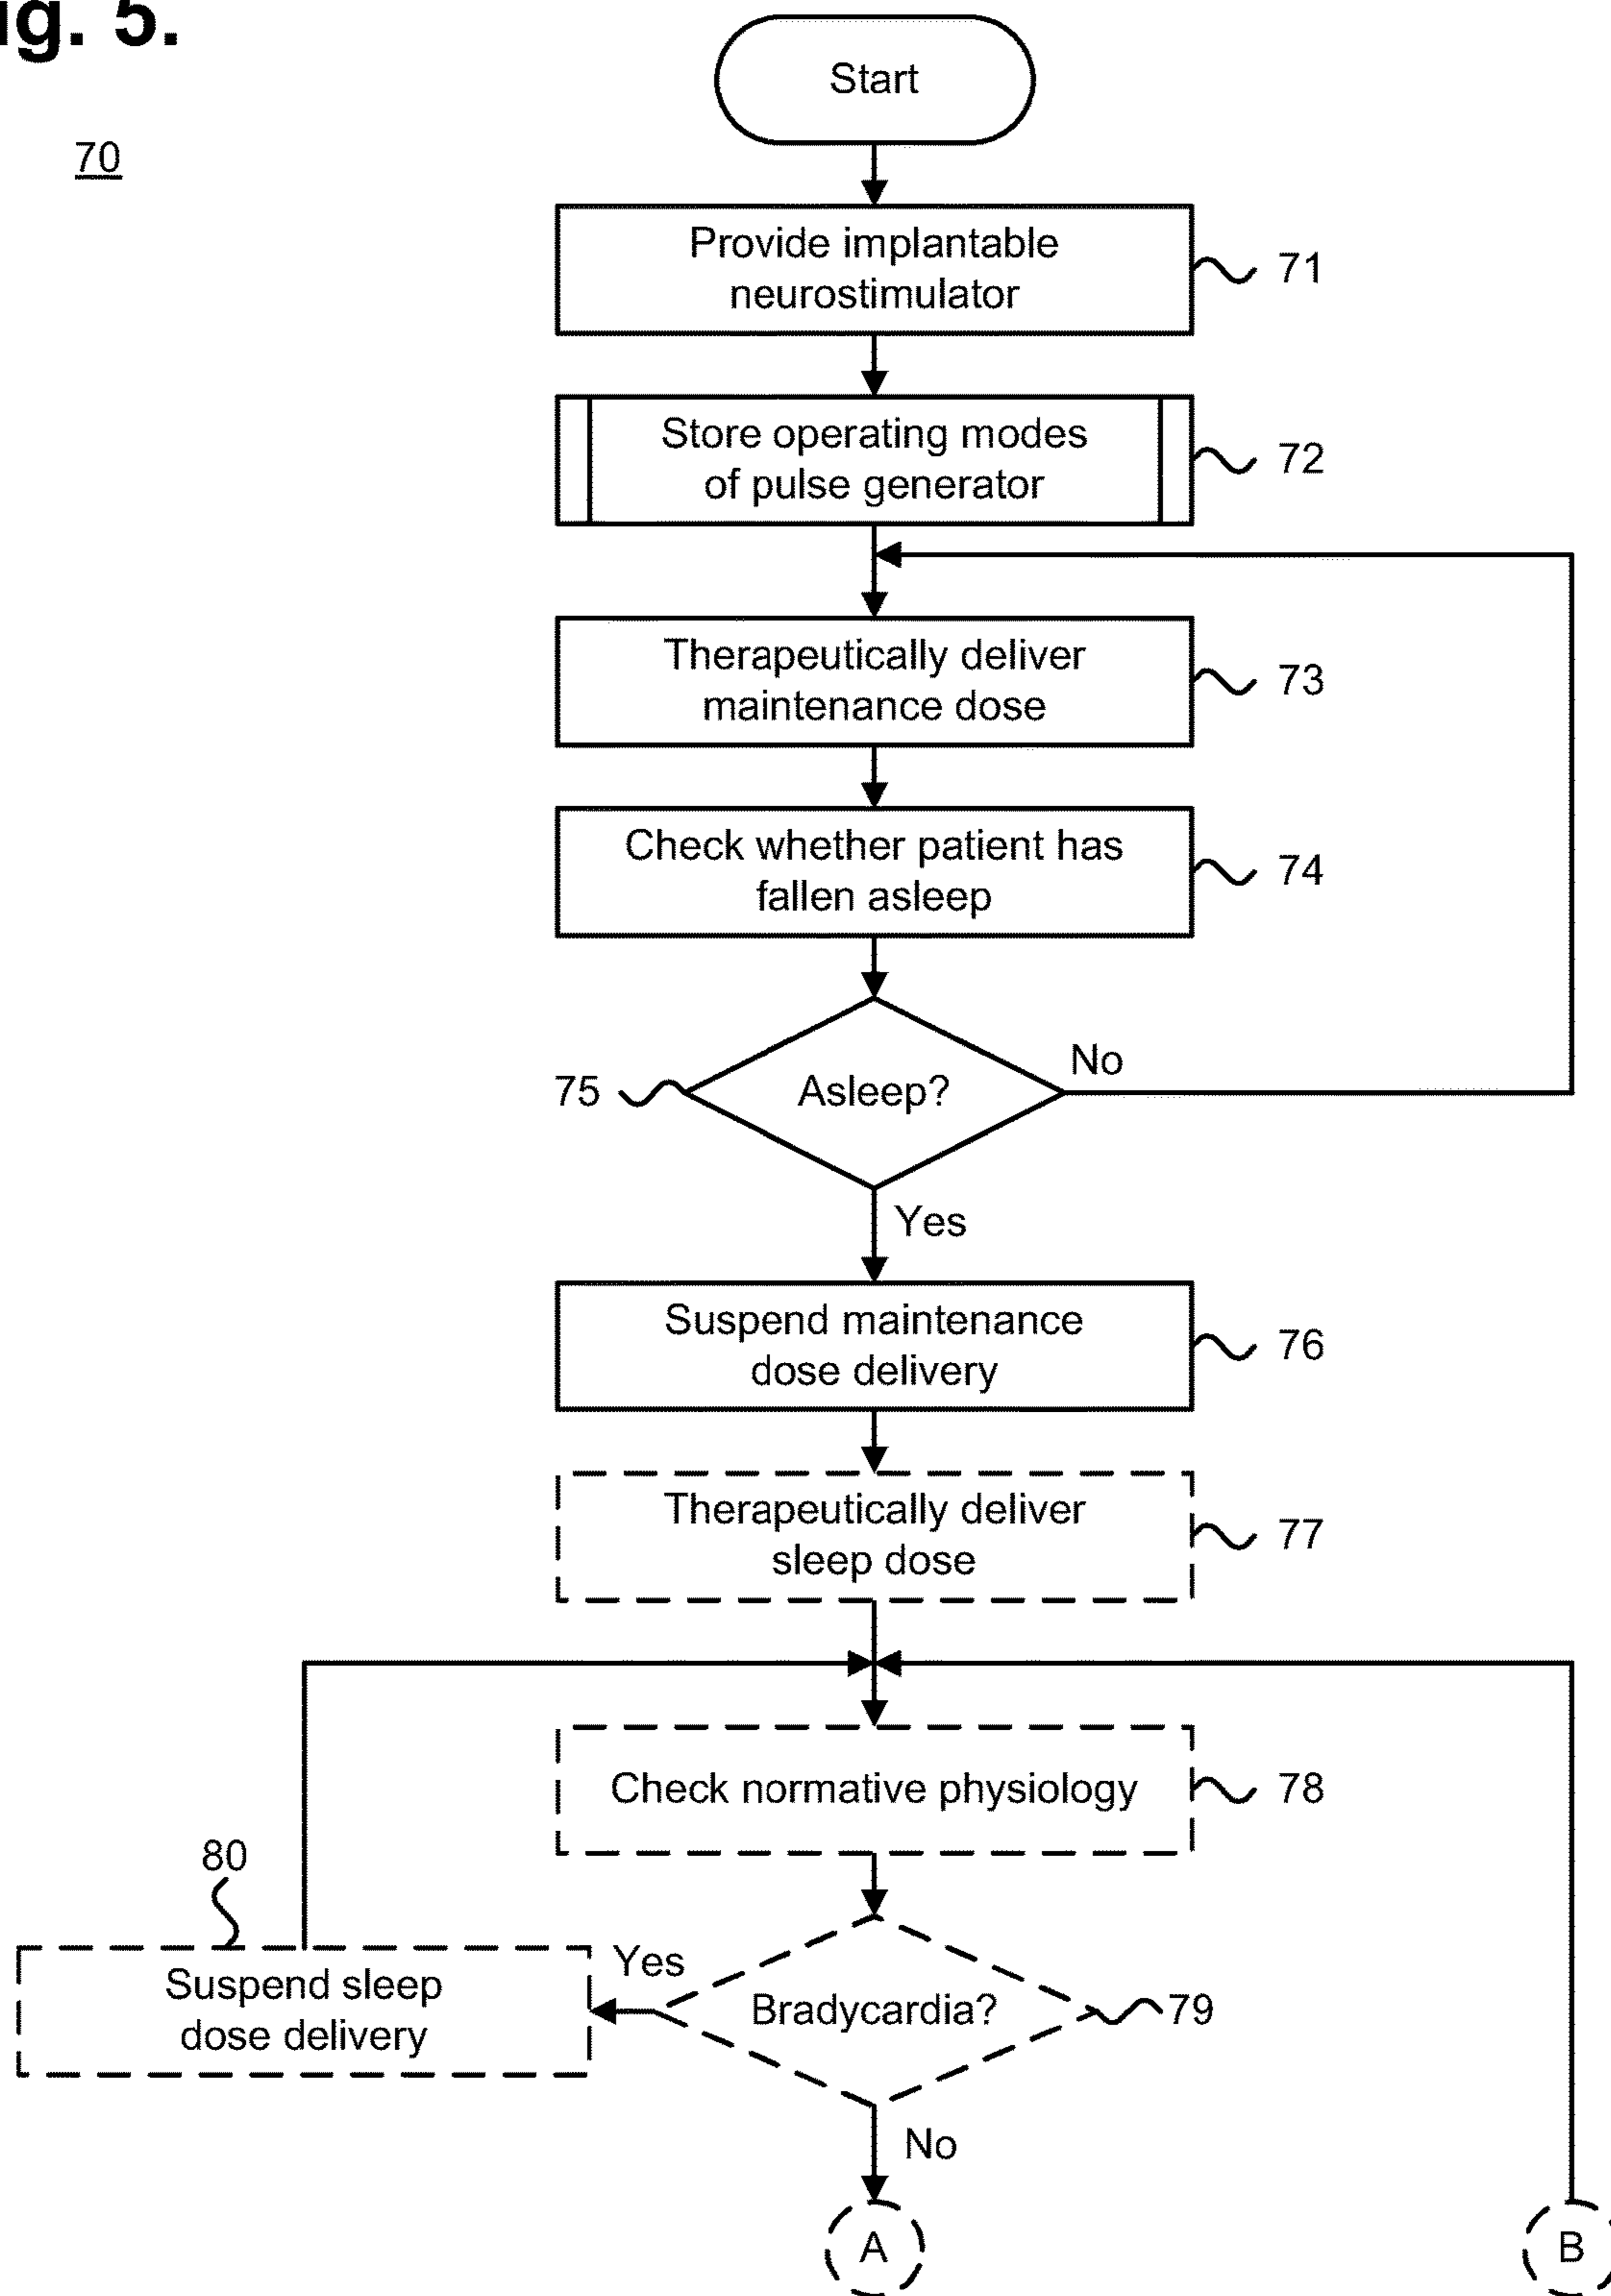 ig. 5.
70
Start
Provide implantable
neurostimulator
71
Store operating modes
of pulse generator
72
Therapeutically deliver
maintenance dose
73
Check whether patient has
fallen asleep
74
75
Asleep?
No
Yes
Suspend maintenance
dose delivery
76
Therapeutically deliver
sleep dose
77
Check normative physiology
78
80
Suspend sleep
dose delivery
Yes
Bradycardia?
79
No
A
B